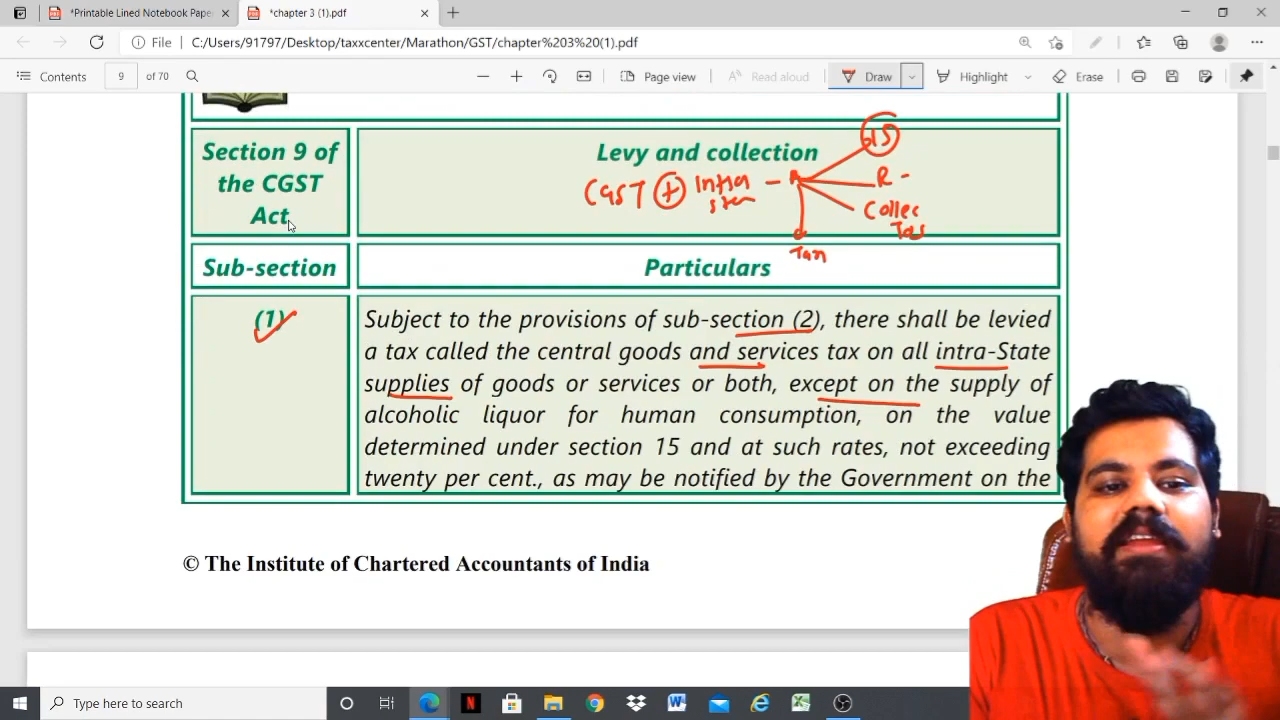 *Printable Lined Notebook Pape
*chapter 3 (1).pdf
File
C:/Users/91797/Desktop/taxxcenter/Marathon/GST/chapter%203%20(1).pdf
Contents
9
of 70
Page view
Read aloud
Draw
Highlight
Erase
Section 9 of
the CGST
Act
Levy and collection
CGST + Intra
R -
Collec
Tax
Sub-section
Particulars
(1)
Subject to the provisions of sub-section (2), there shall be levied
a tax called the central goods and services tax on all intra-State
supplies of goods or services or both, except on the supply of
alcoholic liquor for human consumption, on the value
determined under section 15 and at such rates, not exceeding
twenty per cent., as may be notified by the Government on the
© The Institute of Chartered Accountants of India
Type here to search